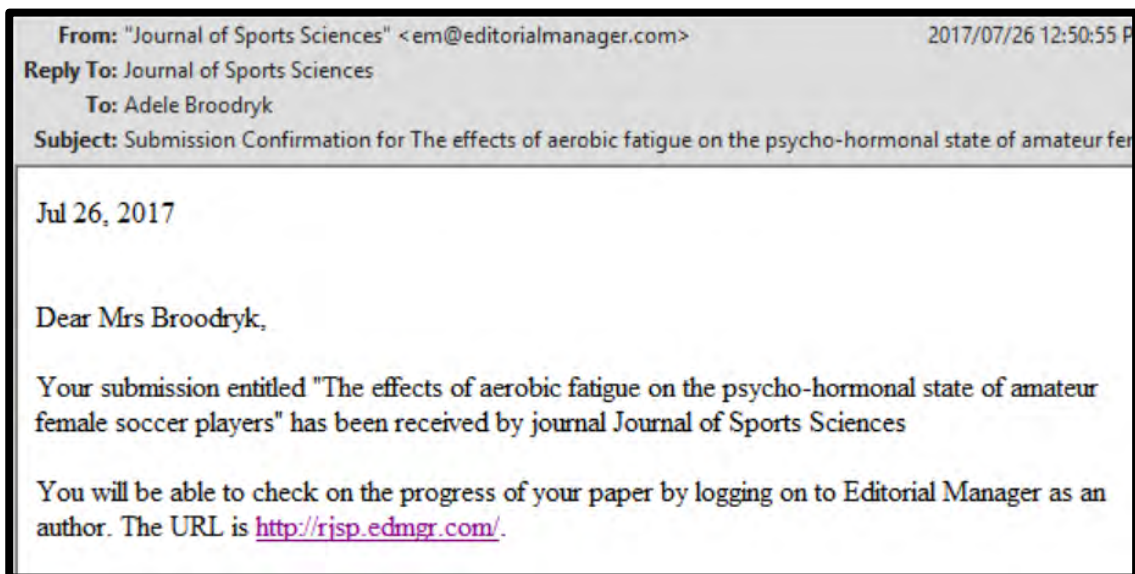 From: "Journal of Sports Sciences" <em@editorialmanager.com> 2017/07/26 12:50:55 P
Reply To: Journal of Sports Sciences
To: Adele Broodryk
Subject: Submission Confirmation for The effects of aerobic fatigue on the psycho-hormonal state of amateur fer
Jul 26, 2017
Dear Mrs Broodryk,
Your submission entitled "The effects of aerobic fatigue on the psycho-hormonal state of amateur
female soccer players" has been received by journal Journal of Sports Sciences
You will be able to check on the progress of your paper by logging on to Editorial Manager as an
author. The URL is http://rjsp.edmgr.com/.